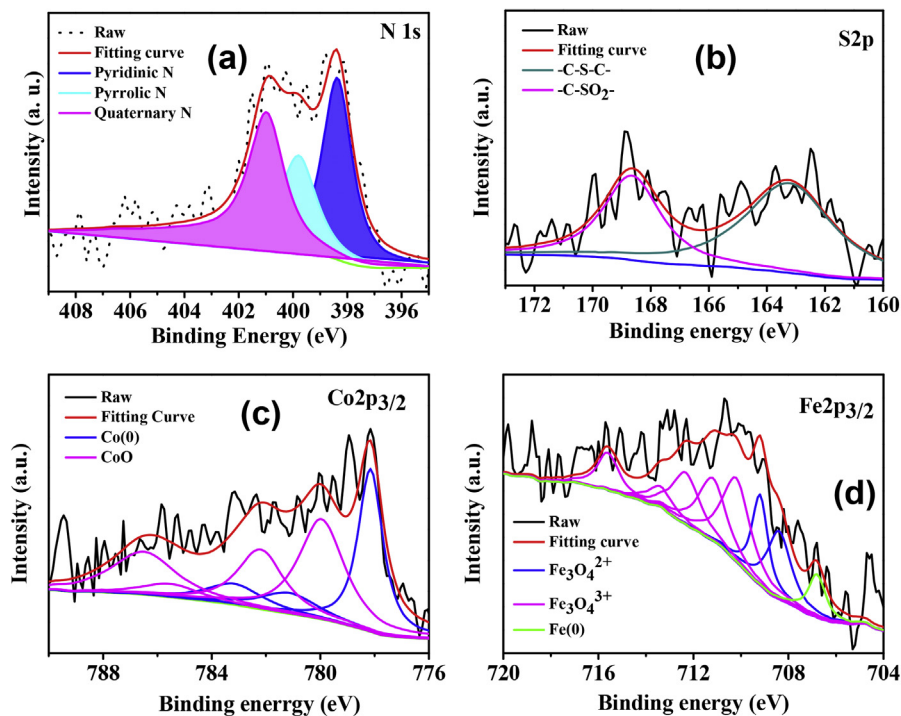 N 1s
(a)
Raw
Fitting curve
Pyridinic N
Pyrrolic N
Quaternary N
Intensity (a. u.)
408 406 404 402 400 398 396
Binding Energy (eV)
S2p
(b)
Raw
Fitting curve
-C-S-C-
-C-SO2-
Intensity (a.u.)
172 170 168 166 164 162 160
Binding energy (eV)
Co2p3/2
(c)
Raw
Fitting Curve
Co(0)
CoO
Intensity (a.u.)
788 784 780 776
Binding enerrgy (eV)
Fe2p3/2
(d)
Raw
Fitting curve
Fe3O4 2+
Fe3O4 3+
Fe(0)
Intensity (a.u.)
720 716 712 708 704
Binding energy (eV)